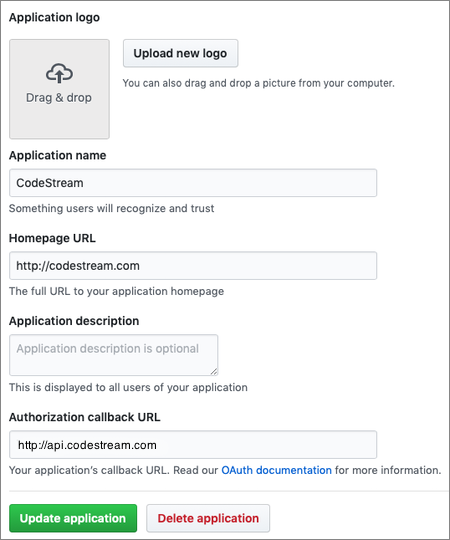 Application logo
Drag & drop
Upload new logo
You can also drag and drop a picture from your computer.
Application name
CodeStream
Something users will recognize and trust
Homepage URL
http://codestream.com
The full URL to your application homepage
Application description
Application description is optional
This is displayed to all users of your application
Authorization callback URL
http://api.codestream.com
Your application's callback URL. Read our OAuth documentation for more information.
Update application
Delete application